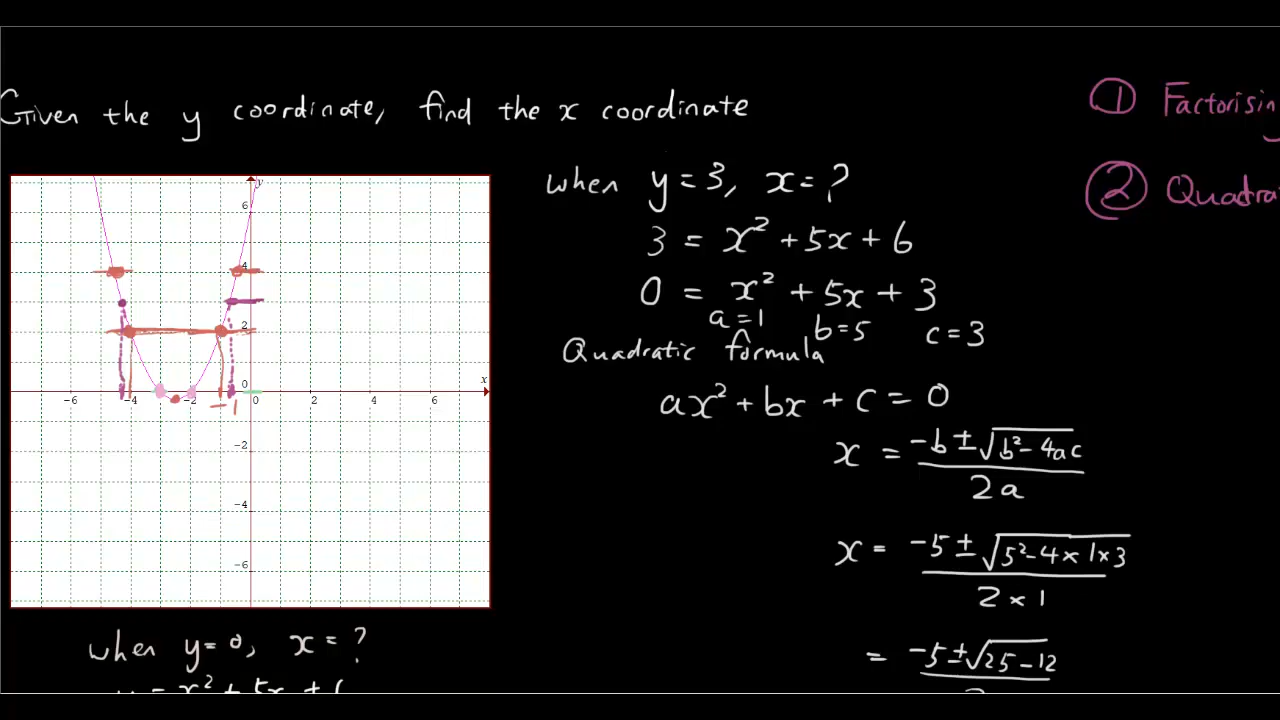 Given the y coordinate, find the x coordinate
① Factorisin
② Quadra
when y = 3, x = ?
3 = x² + 5x + 6
0 = x² + 5x + 3
a = 1 b = 5 c = 3
Quadratic formula
ax² + bx + c = 0
x = (-b ± √(b² - 4ac)) / 2a
x = (-5 ± √(5² - 4 × 1 × 3)) / (2 × 1)
= -5 ± √(25 - 12)
y
6
4
2
0
x
-6 -4 -2 0 2 4 6
-1
-2
-4
-6
when y = 0, x = ?